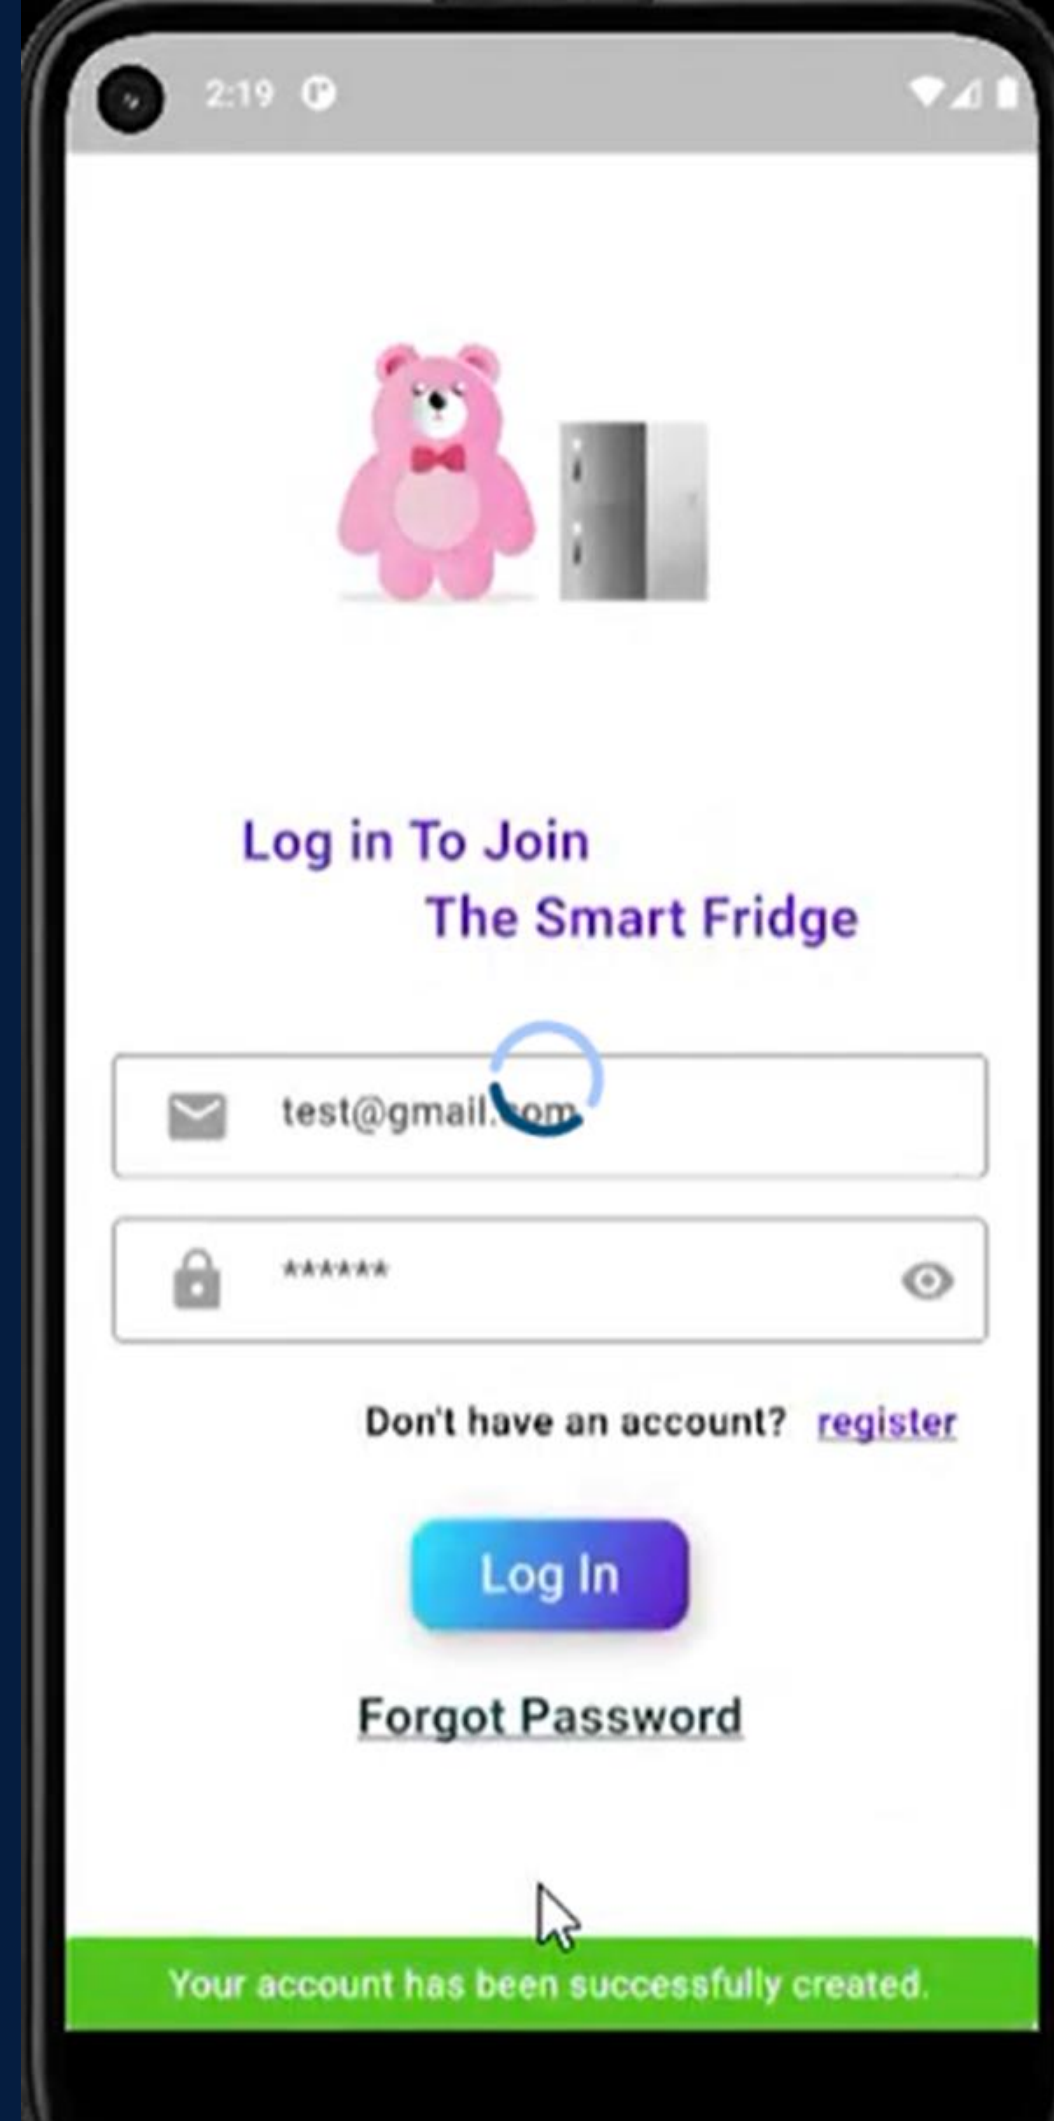 2:19
Log in To Join
The Smart Fridge
test@gmail.com
******
Don't have an account? register
Log In
Forgot Password
Your account has been successfully created.